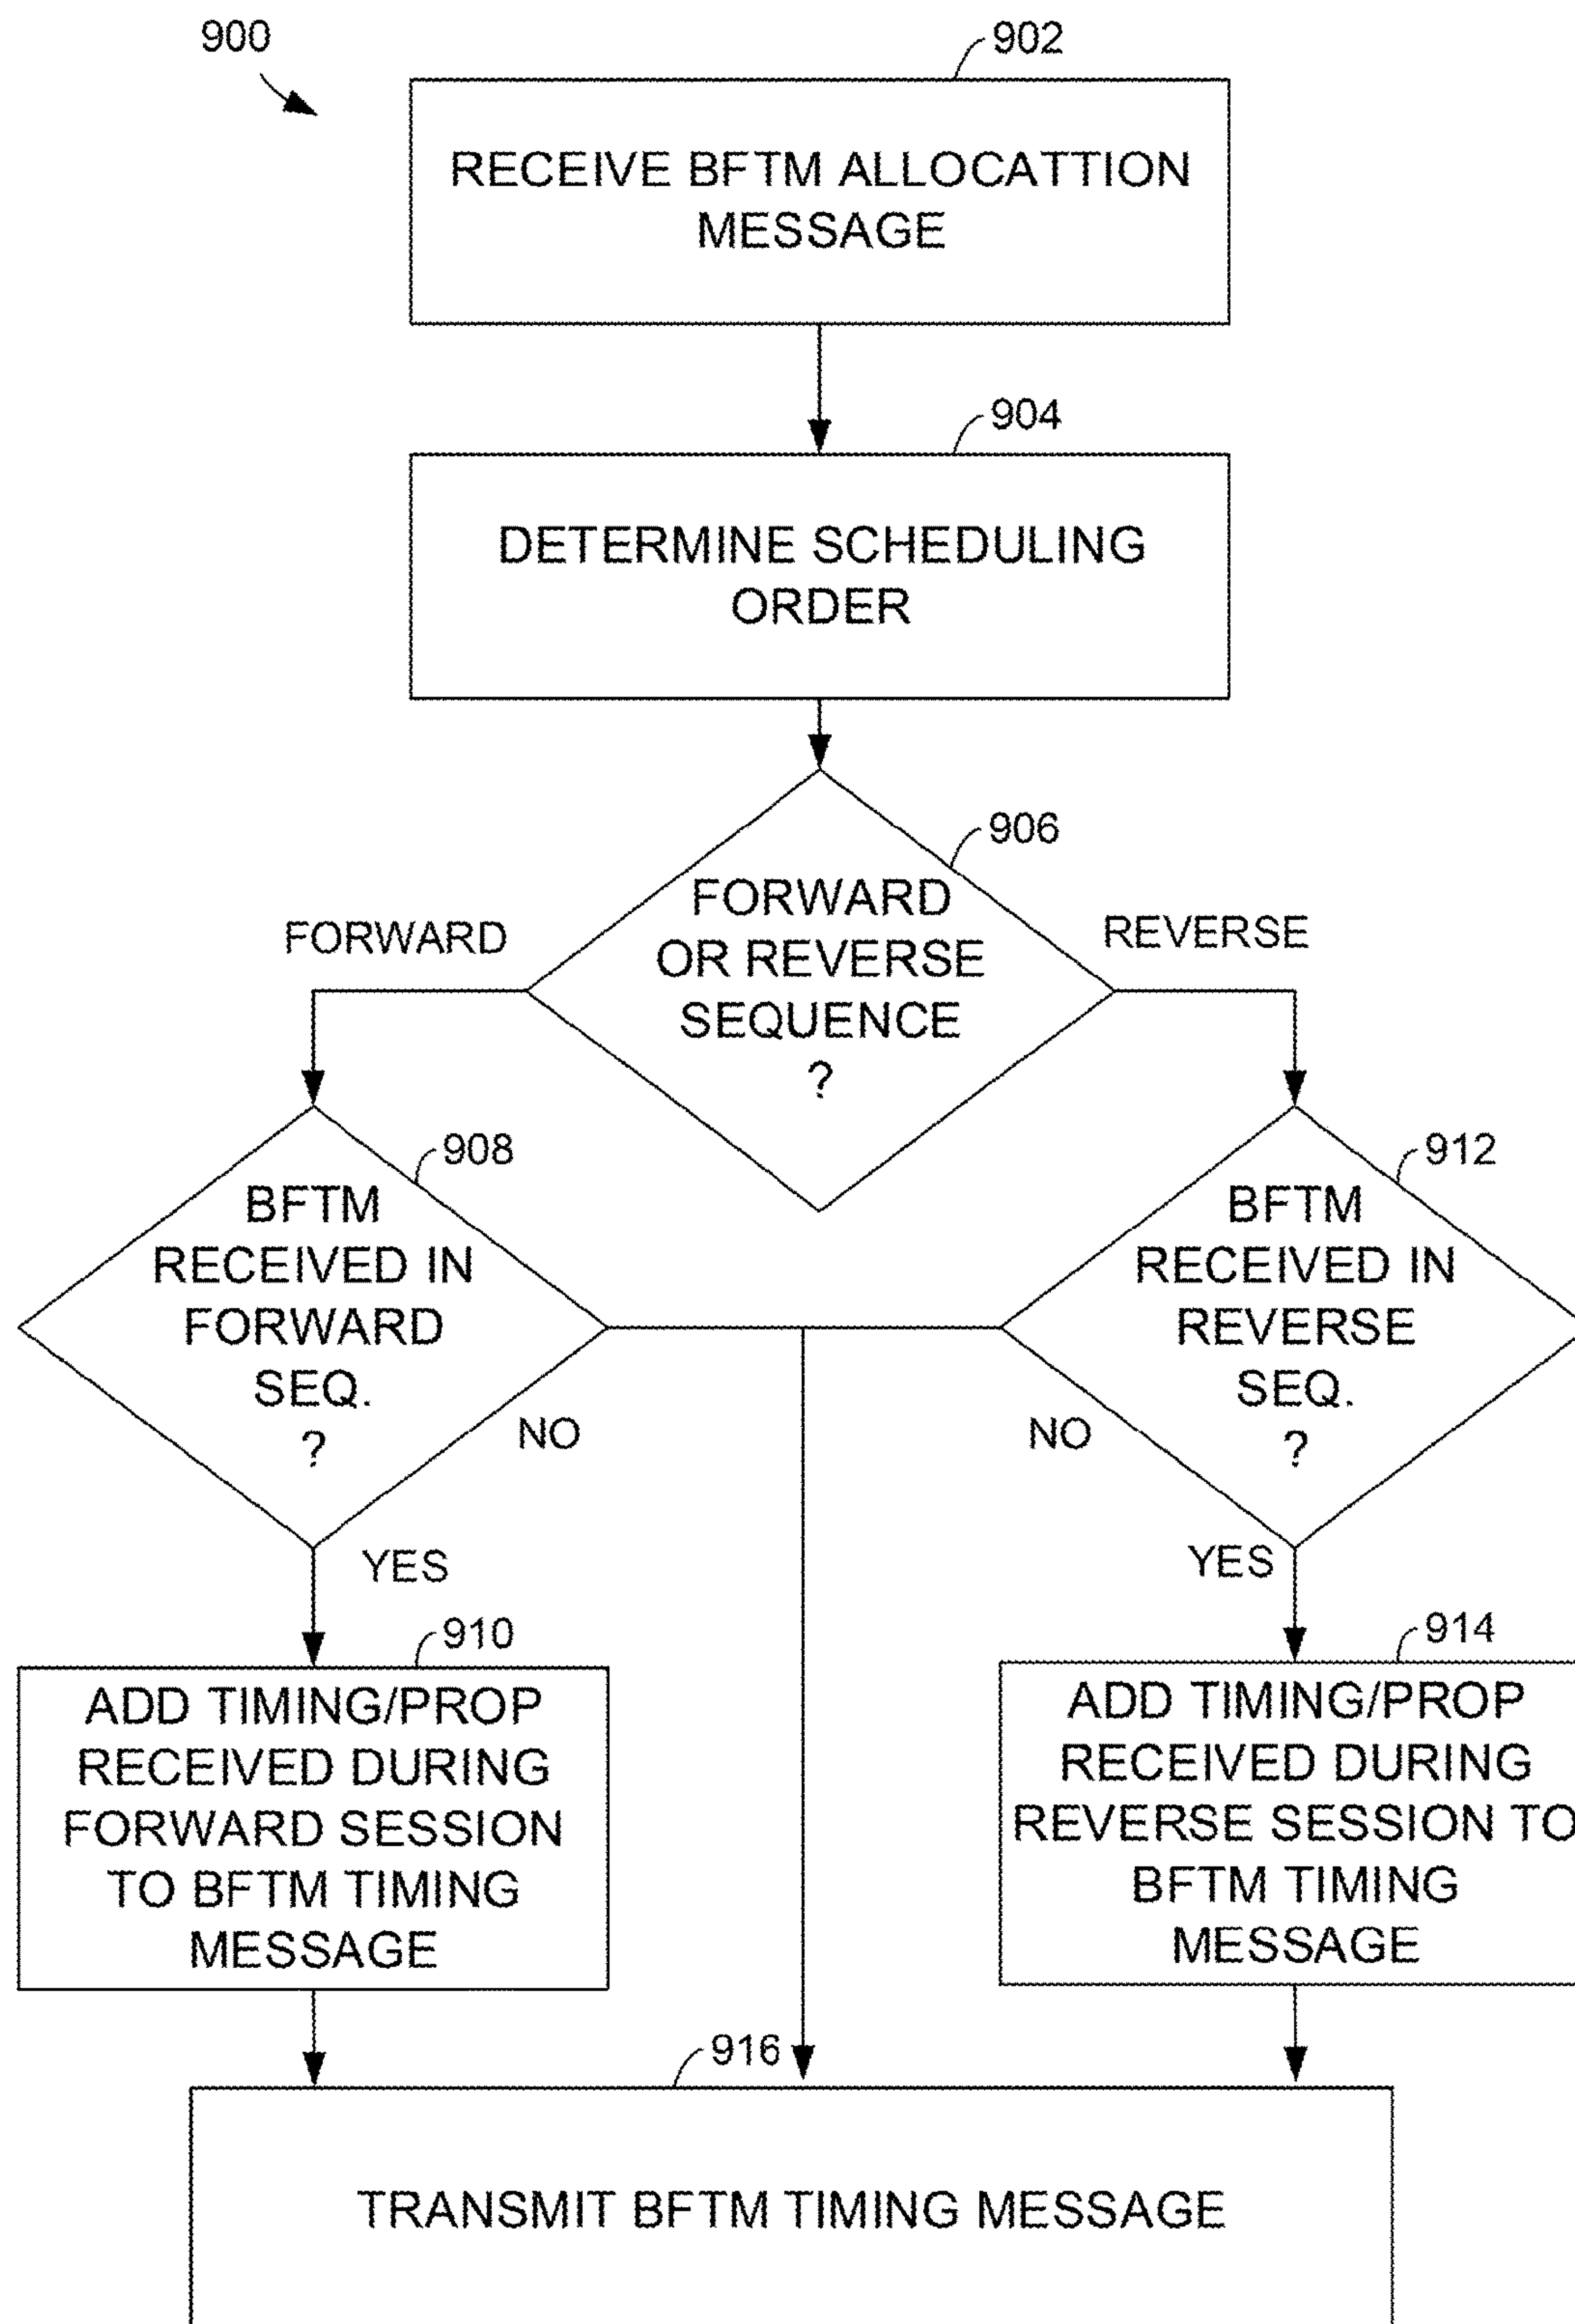 900
902
RECEIVE BFTM ALLOCATTION
MESSAGE
904
DETERMINE SCHEDULING
ORDER
906
FORWARD
OR REVERSE
SEQUENCE
?
FORWARD
REVERSE
908
BFTM
RECEIVED IN
FORWARD
SEQ.
?
NO
YES
912
BFTM
RECEIVED IN
REVERSE
SEQ.
?
NO
YES
910
ADD TIMING/PROP
RECEIVED DURING
FORWARD SESSION
TO BFTM TIMING
MESSAGE
914
ADD TIMING/PROP
RECEIVED DURING
REVERSE SESSION TO
BFTM TIMING
MESSAGE
916
TRANSMIT BFTM TIMING MESSAGE